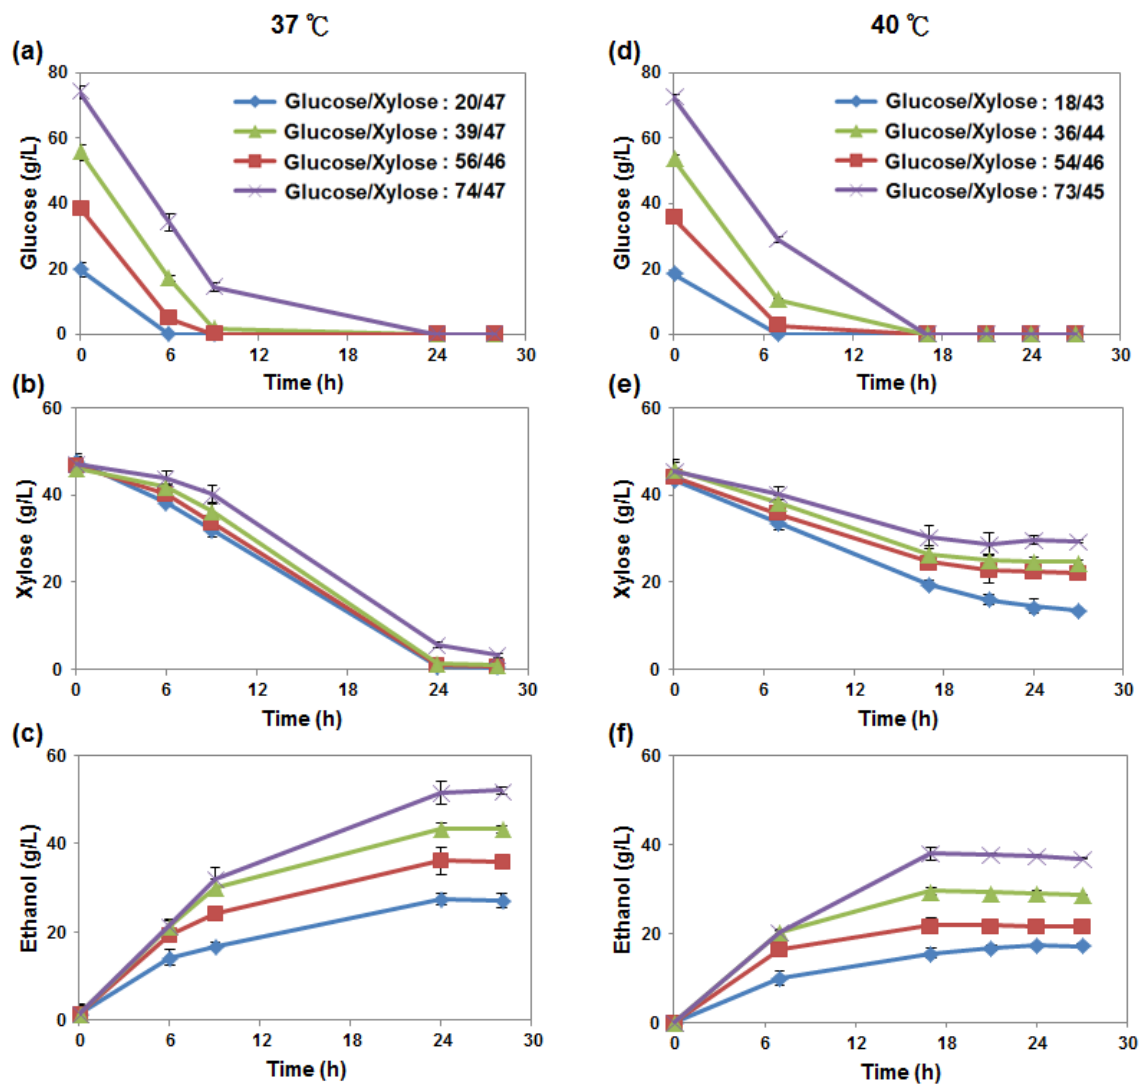 37 ℃
40 ℃
(a)
(d)
80
60
40
20
0
Glucose (g/L)
Glucose/Xylose : 20/47
Glucose/Xylose : 39/47
Glucose/Xylose : 56/46
Glucose/Xylose : 74/47
0 6 12 18 24 30
Time (h)
80
60
40
20
0
Glucose (g/L)
Glucose/Xylose : 18/43
Glucose/Xylose : 36/44
Glucose/Xylose : 54/46
Glucose/Xylose : 73/45
0 6 12 18 24 30
Time (h)
(b)
(e)
60
40
20
0
Xylose (g/L)
0 6 12 18 24 30
Time (h)
60
40
20
0
Xylose (g/L)
0 6 12 18 24 30
Time (h)
(c)
(f)
60
40
20
0
Ethanol (g/L)
0 6 12 18 24 30
Time (h)
60
40
20
0
Ethanol (g/L)
0 6 12 18 24 30
Time (h)